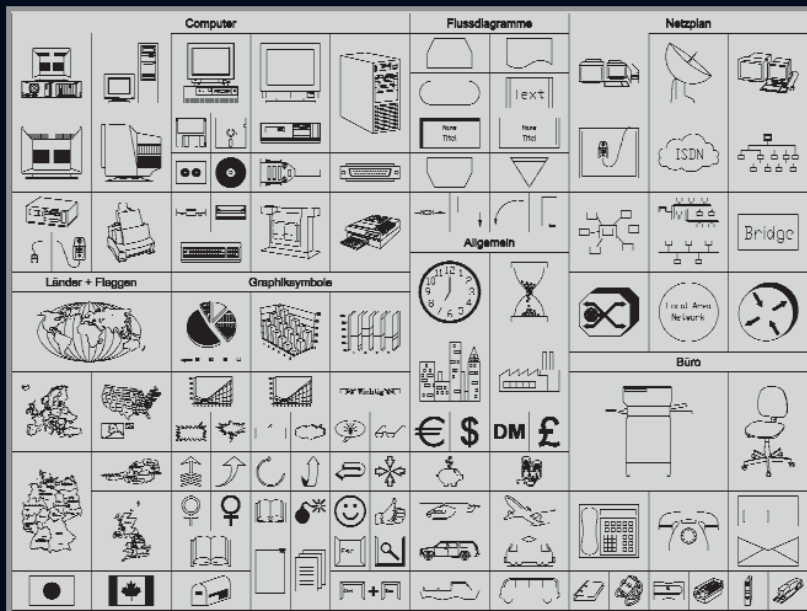 Computer
Flussdiagramme
Netzplan
Text
Name
Titel
Name
Titel
ISDN
Allgemein
Bridge
Länder + Flaggen
Graphiksymbole
Local Area
Network
Büro
Wichtig
€ $ DM £
+